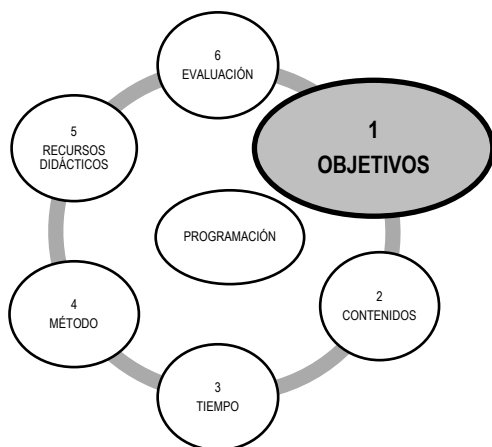 6
EVALUACIÓN
1
OBJETIVOS
5
RECURSOS
DIDÁCTICOS
PROGRAMACIÓN
2
CONTENIDOS
4
MÉTODO
3
TIEMPO